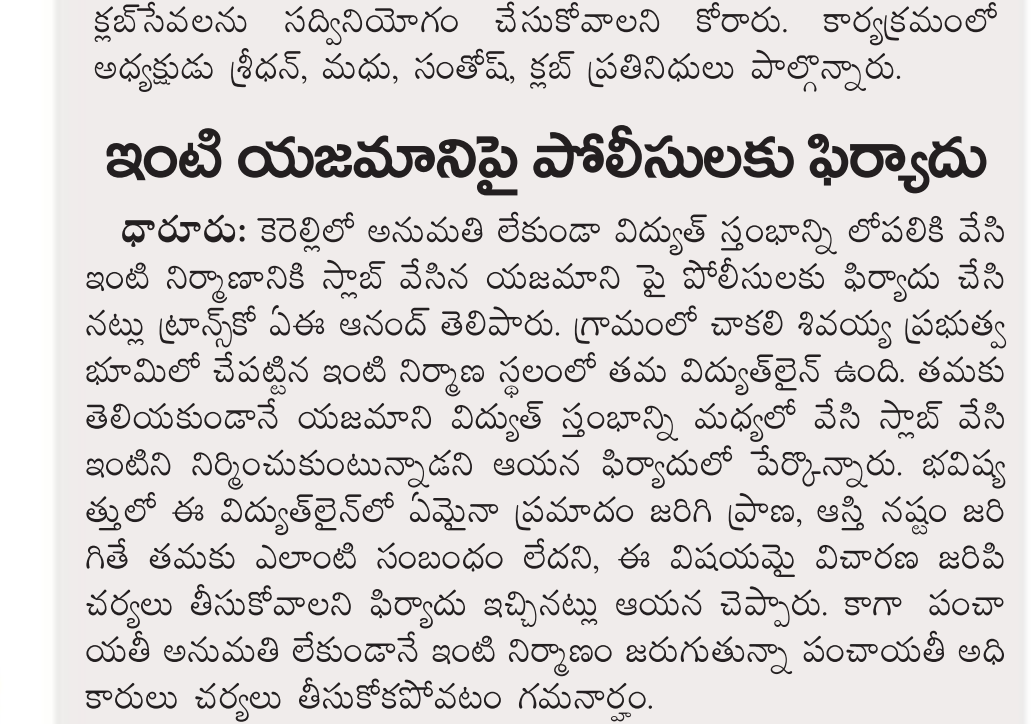 క్లబ్‌సేవలను సద్వినియోగం చేసుకోవాలని కోరారు. కార్యక్రమంలో
అధ్యక్షుడు శ్రీధన్, మధు, సంతోష్, క్లబ్ ప్రతినిధులు పాల్గొన్నారు.
ఇంటి యజమానిపై పోలీసులకు ఫిర్యాదు
ధారూరు: కెరెల్లిలో అనుమతి లేకుండా విద్యుత్ స్తంభాన్ని లోపలికి వేసి
ఇంటి నిర్మాణానికి స్లాబ్ వేసిన యజమాని పై పోలీసులకు ఫిర్యాదు చేసి
నట్లు ట్రాన్స్‌కో ఏఈ ఆనంద్ తెలిపారు. గ్రామంలో చాకలి శివయ్య ప్రభుత్వ
భూమిలో చేపట్టిన ఇంటి నిర్మాణ స్థలంలో తమ విద్యుత్‌లైన్ ఉంది. తమకు
తెలియకుండానే యజమాని విద్యుత్ స్తంభాన్ని మధ్యలో వేసి స్లాబ్ వేసి
ఇంటిని నిర్మించుకుంటున్నాడని ఆయన ఫిర్యాదులో పేర్కొన్నారు. భవిష్య
త్తులో ఈ విద్యుత్‌లైన్‌లో ఏమైనా ప్రమాదం జరిగి ప్రాణ, ఆస్తి నష్టం జరి
గితే తమకు ఎలాంటి సంబంధం లేదని, ఈ విషయమై విచారణ జరిపి
చర్యలు తీసుకోవాలని ఫిర్యాదు ఇచ్చినట్లు ఆయన చెప్పారు. కాగా పంచా
యతీ అనుమతి లేకుండానే ఇంటి నిర్మాణం జరుగుతున్నా పంచాయతీ అధి
కారులు చర్యలు తీసుకోకపోవటం గమనార్హం.